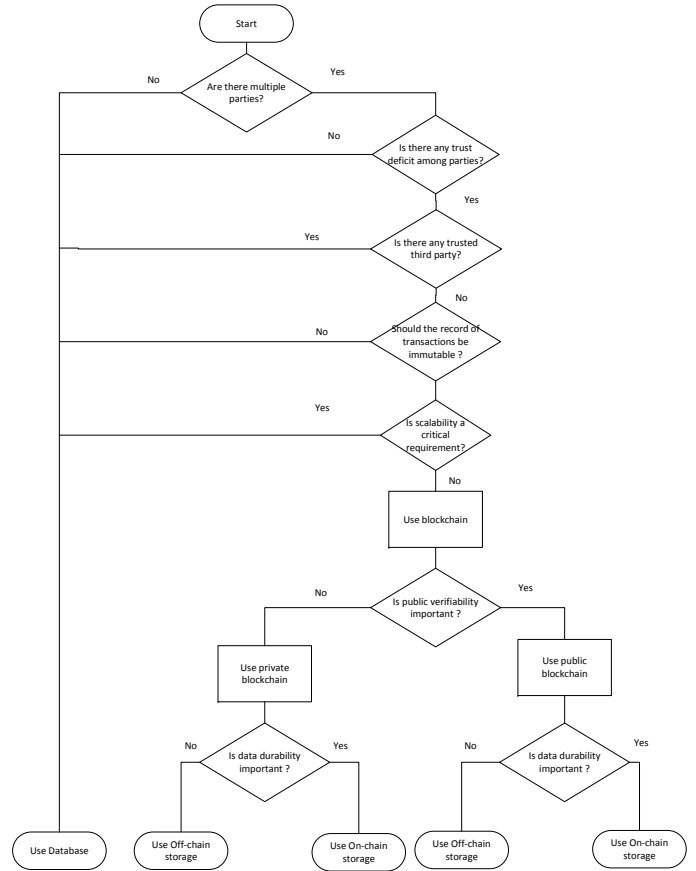 Start
No
Yes
Are there multiple
parties?
No
Is there any trust
deficit among parties?
Yes
Yes
Is there any trusted
third party?
No
No
Should the record of
transactions be
immutable ?
Yes
Is scalability a
critical
requirement?
No
Use blockchain
No
Yes
Is public verifiability
important ?
Use private
blockchain
Use public
blockchain
No
Yes
Is data durability
important ?
No
Yes
Is data durability
important ?
Use Database
Use Off-chain
storage
Use On-chain
storage
Use Off-chain
storage
Use On-chain
storage